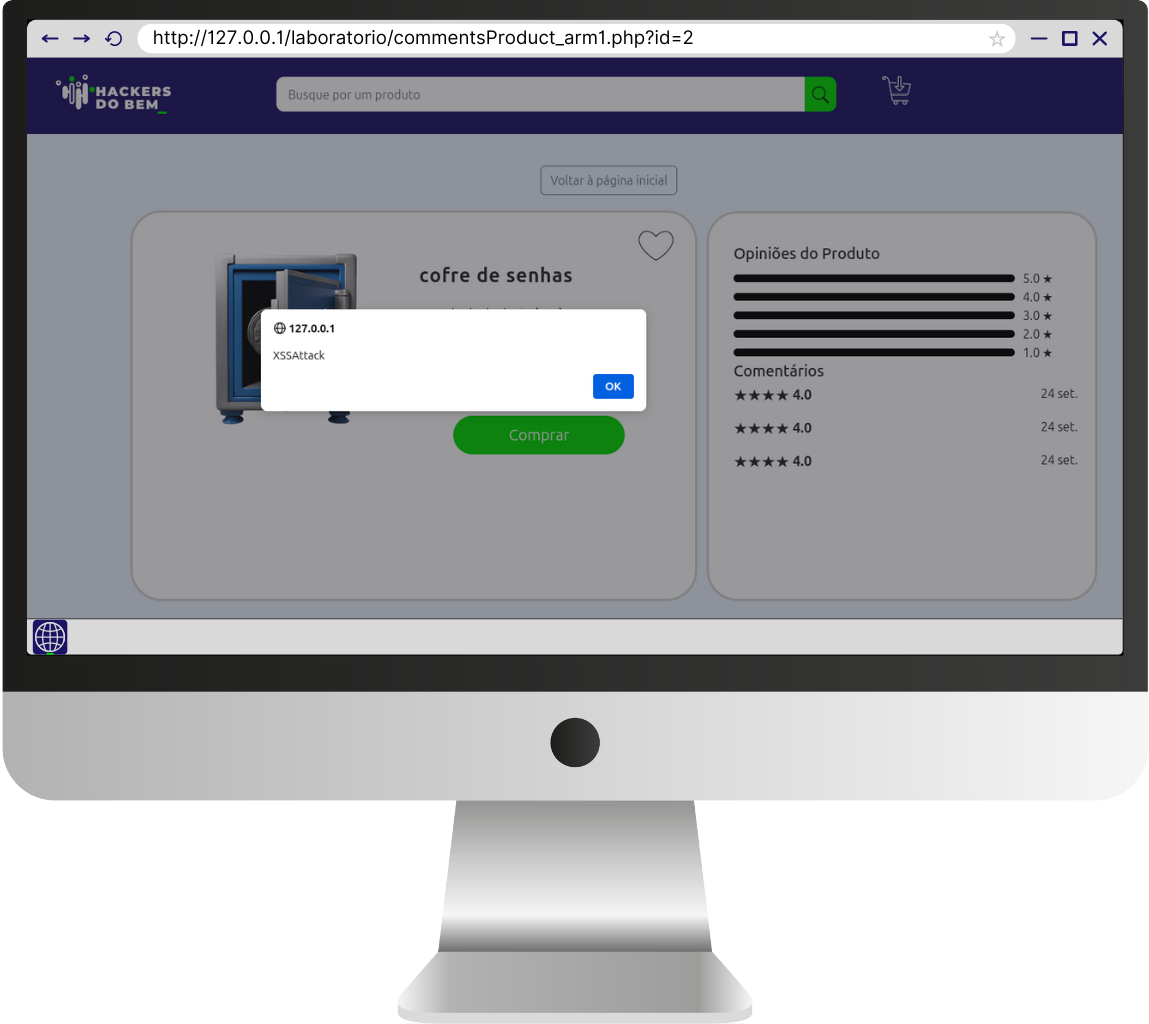 http://127.0.0.1/laboratorio/commentsProduct_arm1.php?id=2
HACKERS
DO BEM_
Busque por um produto
Voltar à página inicial
cofre de senhas
127.0.0.1
XSSAttack
OK
Comprar
Opiniões do Produto
5.0 ★
4.0 ★
3.0 ★
2.0 ★
1.0 ★
Comentários
★★★★ 4.0 24 set.
★★★★ 4.0 24 set.
★★★★ 4.0 24 set.